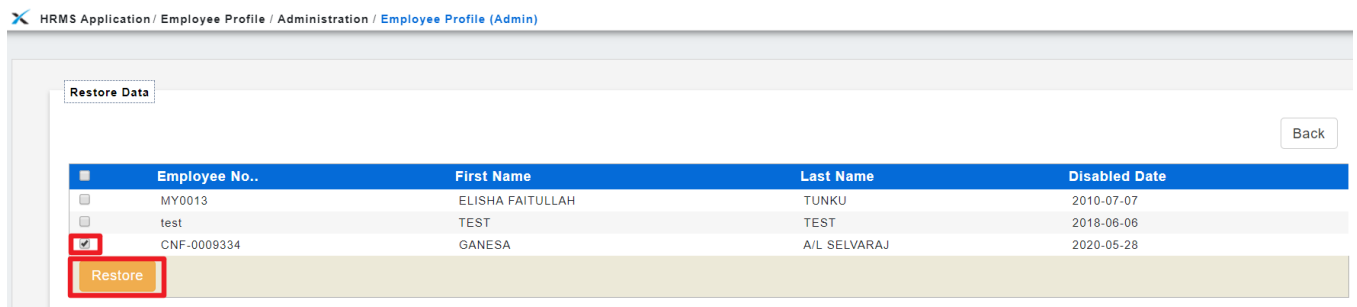 HRMS Application / Employee Profile / Administration / Employee Profile (Admin)
Restore Data
Back
Employee No.. First Name Last Name Disabled Date
MY0013 ELISHA FAITULLAH TUNKU 2010-07-07
test TEST TEST 2018-06-06
CNF-0009334 GANESA A/L SELVARAJ 2020-05-28
Restore